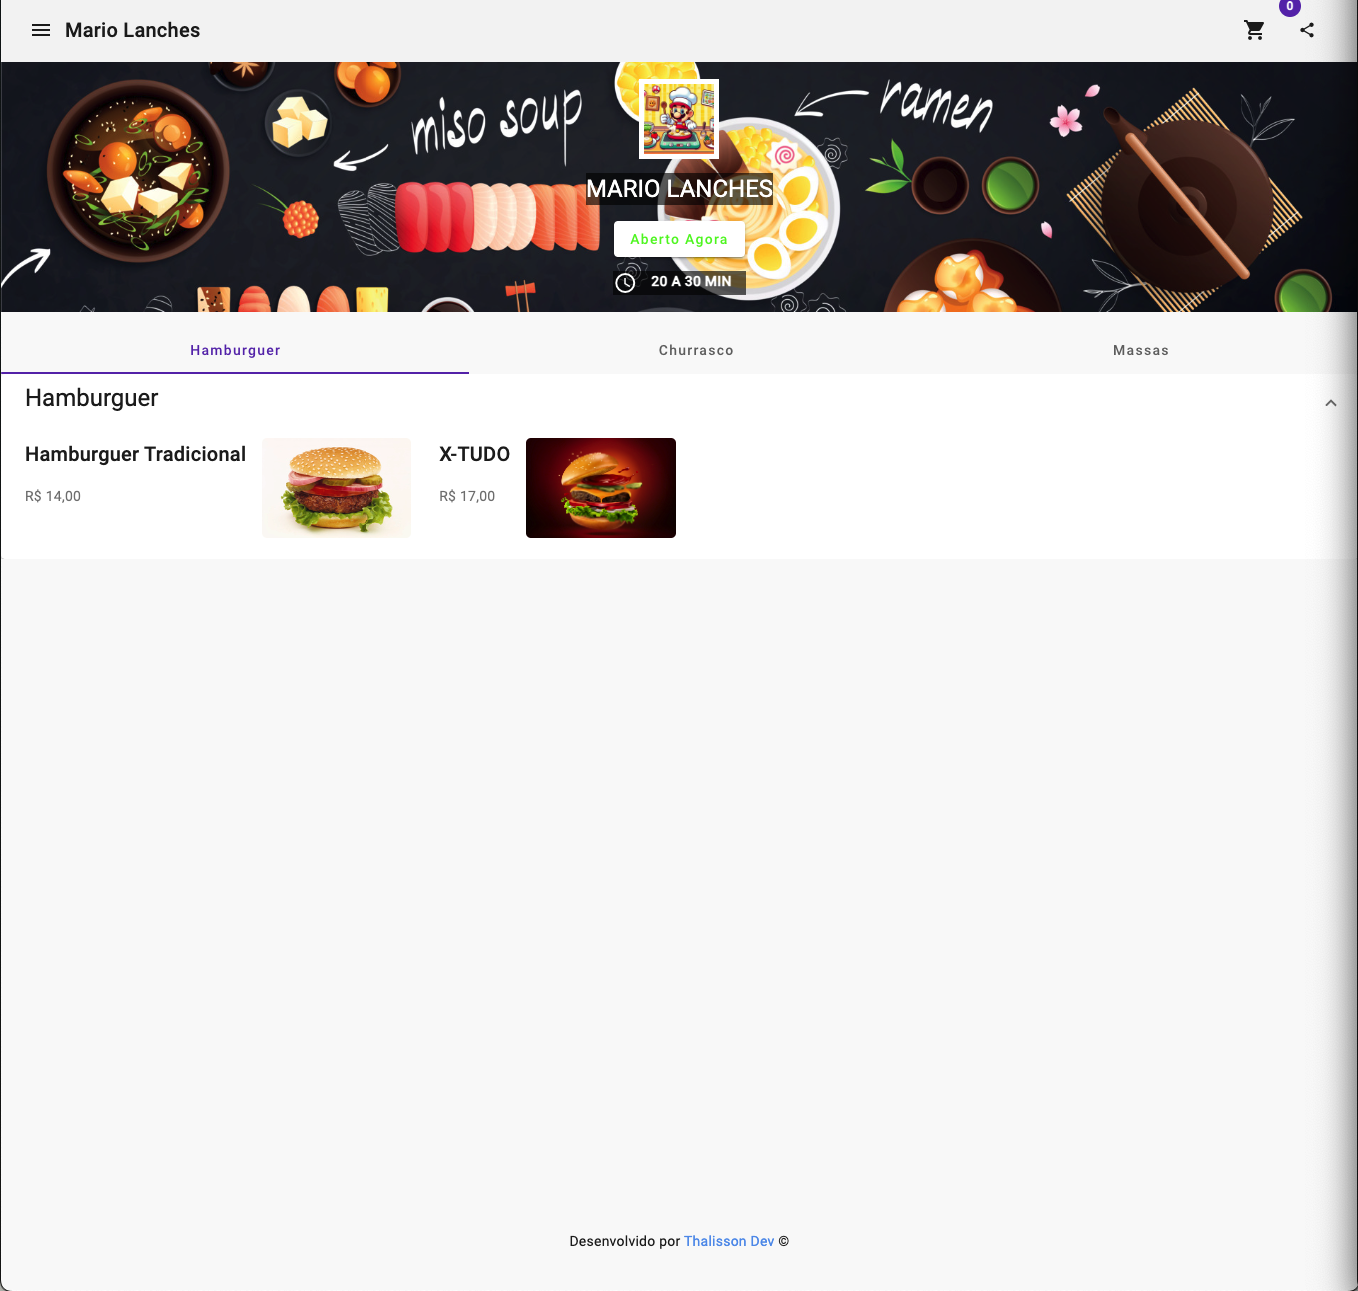 Mario Lanches
0
miso soup
ramen
MARIO LANCHES
Aberto Agora
20 A 30 MIN
Hamburguer
Churrasco
Massas
Hamburguer
Hamburguer Tradicional
R$ 14,00
X-TUDO
R$ 17,00
Desenvolvido por Thalisson Dev ©